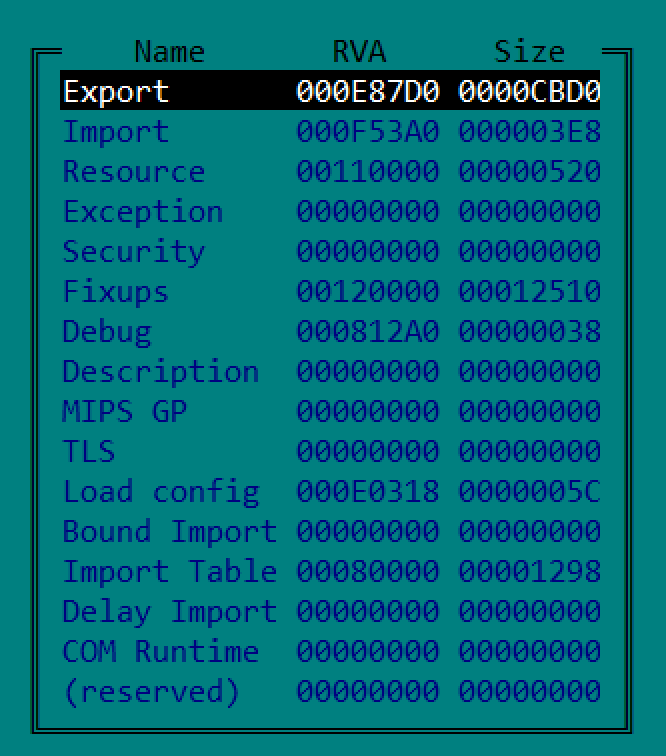 Name RVA Size
Export 000E87D0 0000CBD0
Import 000F53A0 000003E8
Resource 00110000 00000520
Exception 00000000 00000000
Security 00000000 00000000
Fixups 00120000 00012510
Debug 000812A0 00000038
Description 00000000 00000000
MIPS GP 00000000 00000000
TLS 00000000 00000000
Load config 000E0318 0000005C
Bound Import 00000000 00000000
Import Table 00080000 00001298
Delay Import 00000000 00000000
COM Runtime 00000000 00000000
(reserved) 00000000 00000000